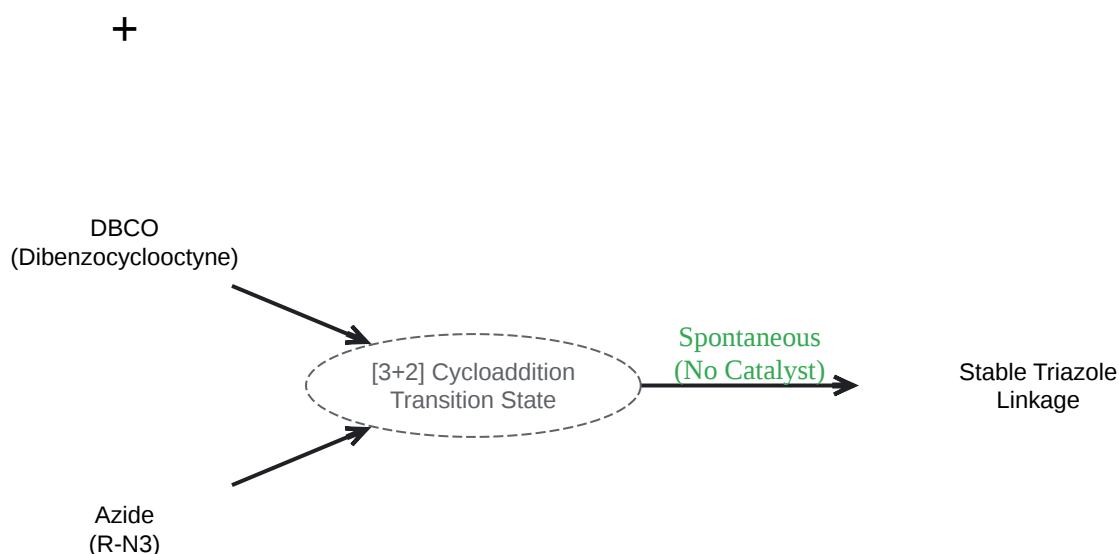 +
DBCO
(Dibenzocyclooctyne)
[3+2] Cycloaddition
Transition State
Spontaneous
(No Catalyst)
Stable Triazole
Linkage
Azide
(R-N3)